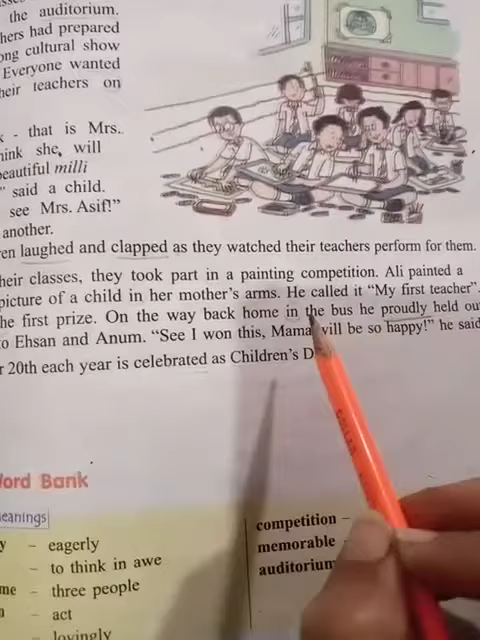 the auditorium.
hers had prepared
ong cultural show
Everyone wanted
heir teachers on
- that is Mrs.
hink she, will
beautiful milli
" said a child.
see Mrs. Asif!"
another.
en laughed and clapped as they watched their teachers perform for them.
heir classes, they took part in a painting competition. Ali painted a
picture of a child in her mother's arms. He called it "My first teacher".
he first prize. On the way back home in the bus he proudly held ou
o Ehsan and Anum. "See I won this, Mama will be so happy!" he said
r 20th each year is celebrated as Children's D
Word Bank
eanings
y - eagerly
- to think in awe
me - three people
- act
- lovingly
competition -
memorable
auditorium